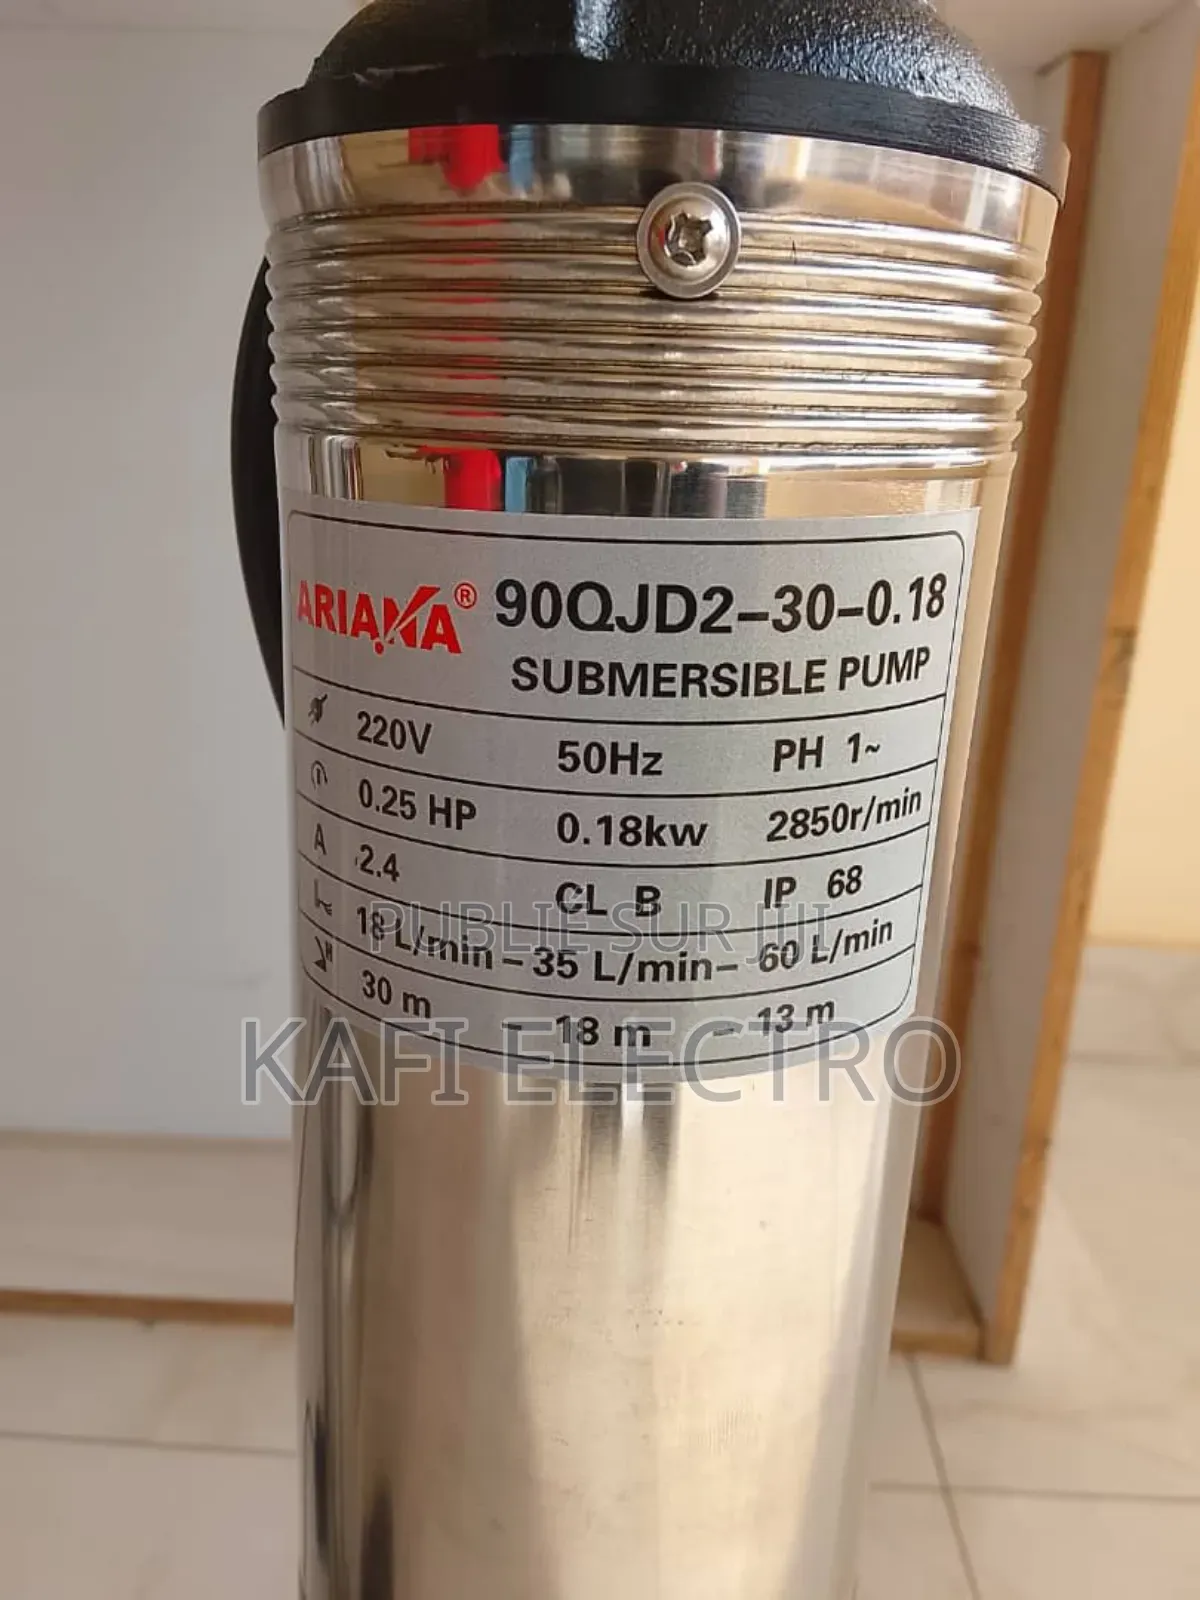 ARIANA® 90QJD2-30-0.18
SUBMERSIBLE PUMP
220V 50Hz PH 1~
0.25 HP 0.18kw 2850r/min
A 2.4 CL B IP 68
18 L/min - 35 L/min - 60 L/min
H 30 m - 18 m - 13 m
PUBLIÉ SUR JIJI
KAFI ELECTRO